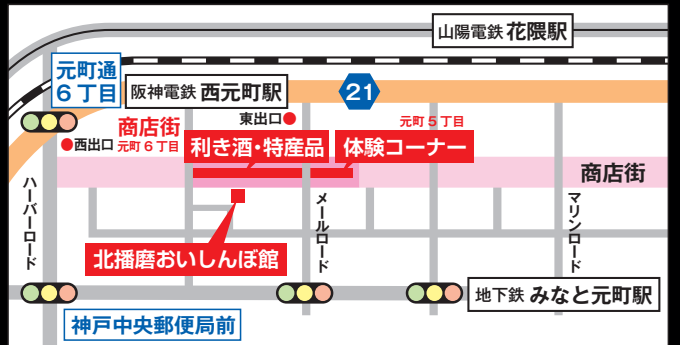 山陽電鉄 花隈駅
元町通
6丁目
阪神電鉄 西元町駅
21
東出口
商店街
元町6丁目
元町5丁目
西出口
利き酒・特産品
体験コーナー
商店街
ハーバーロード
メールロード
マリンロード
北播磨おいしんぼ館
地下鉄 みなと元町駅
神戸中央郵便局前